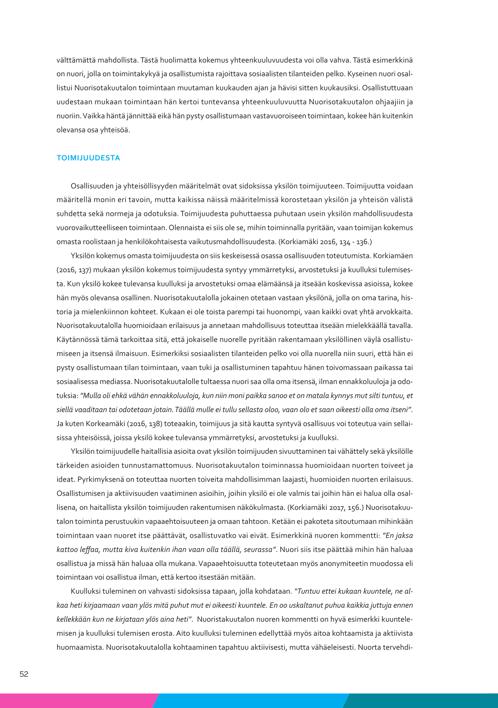 välttämättä mahdollista. Tästä huolimatta kokemus yhteenkuuluvuudesta voi olla vahva. Tästä esimerkkinä
on nuori, jolla on toimintakykyä ja osallistumista rajoittava sosiaalisten tilanteiden pelko. Kyseinen nuori osal-
listui Nuorisotakuutalon toimintaan muutaman kuukauden ajan ja hävisi sitten kuukausiksi. Osallistuttuaan
uudestaan mukaan toimintaan hän kertoi tuntevansa yhteenkuuluvuutta Nuorisotakuutalon ohjaajiin ja
nuoriin. Vaikka häntä jännittää eikä hän pysty osallistumaan vastavuoroiseen toimintaan, kokee hän kuitenkin
olevansa osa yhteisöä.
TOIMIJUUDESTA
Osallisuuden ja yhteisöllisyyden määritelmät ovat sidoksissa yksilön toimijuuteen. Toimijuutta voidaan
määritellä monin eri tavoin, mutta kaikissa näissä määritelmissä korostetaan yksilön ja yhteisön välistä
suhdetta sekä normeja ja odotuksia. Toimijuudesta puhuttaessa puhutaan usein yksilön mahdollisuudesta
vuorovaikutteelliseen toimintaan. Olennaista ei siis ole se, mihin toiminnalla pyritään, vaan toimijan kokemus
omasta roolistaan ja henkilökohtaisesta vaikutusmahdollisuudesta. (Korkiamäki 2016, 134 - 136.)
Yksilön kokemus omasta toimijuudesta on siis keskeisessä osassa osallisuuden toteutumista. Korkiamäen
(2016, 137) mukaan yksilön kokemus toimijuudesta syntyy ymmärretyksi, arvostetuksi ja kuulluksi tulemises-
ta. Kun yksilö kokee tulevansa kuulluksi ja arvostetuksi omaa elämäänsä ja itseään koskevissa asioissa, kokee
hän myös olevansa osallinen. Nuorisotakuutalolla jokainen otetaan vastaan yksilönä, jolla on oma tarina, his-
toria ja mielenkiinnon kohteet. Kukaan ei ole toista parempi tai huonompi, vaan kaikki ovat yhtä arvokkaita.
Nuorisotakuutalolla huomioidaan erilaisuus ja annetaan mahdollisuus toteuttaa itseään mielekkäällä tavalla.
Käytännössä tämä tarkoittaa sitä, että jokaiselle nuorelle pyritään rakentamaan yksilöllinen väylä osallistu-
miseen ja itsensä ilmaisuun. Esimerkiksi sosiaalisten tilanteiden pelko voi olla nuorella niin suuri, että hän ei
pysty osallistumaan tilan toimintaan, vaan tuki ja osallistuminen tapahtuu hänen toivomassaan paikassa tai
sosiaalisessa mediassa. Nuorisotakuutalolle tultaessa nuori saa olla oma itsensä, ilman ennakkoluuloja ja odo-
tuksia: "Mulla oli ehkä vähän ennakkoluuloja, kun niin moni paikka sanoo et on matala kynnys mut silti tuntuu, et
siellä vaaditaan tai odotetaan jotain. Täällä mulle ei tullu sellasta oloo, vaan olo et saan oikeesti olla oma itseni".
Ja kuten Korkeamäki (2016, 138) toteaakin, toimijuus ja sitä kautta syntyvä osallisuus voi toteutua vain sellai-
sissa yhteisöissä, joissa yksilö kokee tulevansa ymmärretyksi, arvostetuksi ja kuulluksi.
Yksilön toimijuudelle haitallisia asioita ovat yksilön toimijuuden sivuuttaminen tai vähättely sekä yksilölle
tärkeiden asioiden tunnustamattomuus. Nuorisotakuutalon toiminnassa huomioidaan nuorten toiveet ja
ideat. Pyrkimyksenä on toteuttaa nuorten toiveita mahdollisimman laajasti, huomioiden nuorten erilaisuus.
Osallistumisen ja aktiivisuuden vaatiminen asioihin, joihin yksilö ei ole valmis tai joihin hän ei halua olla osal-
lisena, on haitallista yksilön toimijuuden rakentumisen näkökulmasta. (Korkiamäki 2017, 156.) Nuorisotakuu-
talon toiminta perustuukin vapaaehtoisuuteen ja omaan tahtoon. Ketään ei pakoteta sitoutumaan mihinkään
toimintaan vaan nuoret itse päättävät, osallistuvatko vai eivät. Esimerkkinä nuoren kommentti: "En jaksa
kattoo leffaa, mutta kiva kuitenkin ihan vaan olla täällä, seurassa". Nuori siis itse päättää mihin hän haluaa
osallistua ja missä hän haluaa olla mukana. Vapaaehtoisuutta toteutetaan myös anonymiteetin muodossa eli
toimintaan voi osallistua ilman, että kertoo itsestään mitään.
Kuulluksi tuleminen on vahvasti sidoksissa tapaan, jolla kohdataan. "Tuntuu ettei kukaan kuuntele, ne al-
kaa heti kirjaamaan vaan ylös mitä puhut mut ei oikeesti kuuntele. En oo uskaltanut puhua kaikkia juttuja ennen
kellekkään kun ne kirjataan ylös aina heti". Nuoristakuutalon nuoren kommentti on hyvä esimerkki kuuntele-
misen ja kuulluksi tulemisen erosta. Aito kuulluksi tuleminen edellyttää myös aitoa kohtaamista ja aktiivista
huomaamista. Nuorisotakuutalolla kohtaaminen tapahtuu aktiivisesti, mutta vähäeleisesti. Nuorta tervehdi-
52